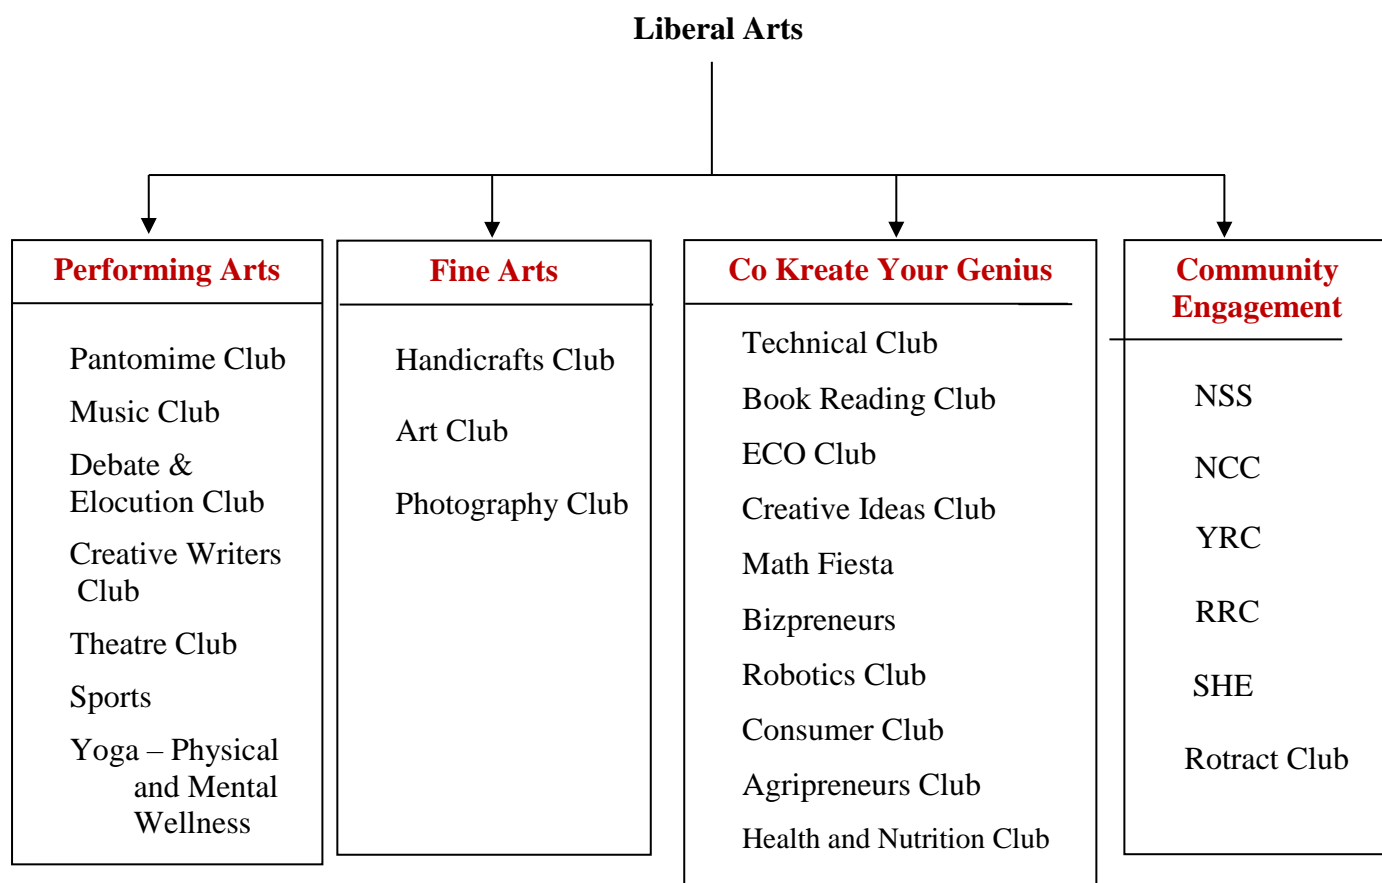 Liberal Arts
Performing Arts
Pantomime Club
Music Club
Debate &
Elocution Club
Creative Writers
Club
Theatre Club
Sports
Yoga – Physical
and Mental
Wellness
Fine Arts
Handicrafts Club
Art Club
Photography Club
Co Kreate Your Genius
Technical Club
Book Reading Club
ECO Club
Creative Ideas Club
Math Fiesta
Bizpreneurs
Robotics Club
Consumer Club
Agripreneurs Club
Health and Nutrition Club
Community
Engagement
NSS
NCC
YRC
RRC
SHE
Rotract Club